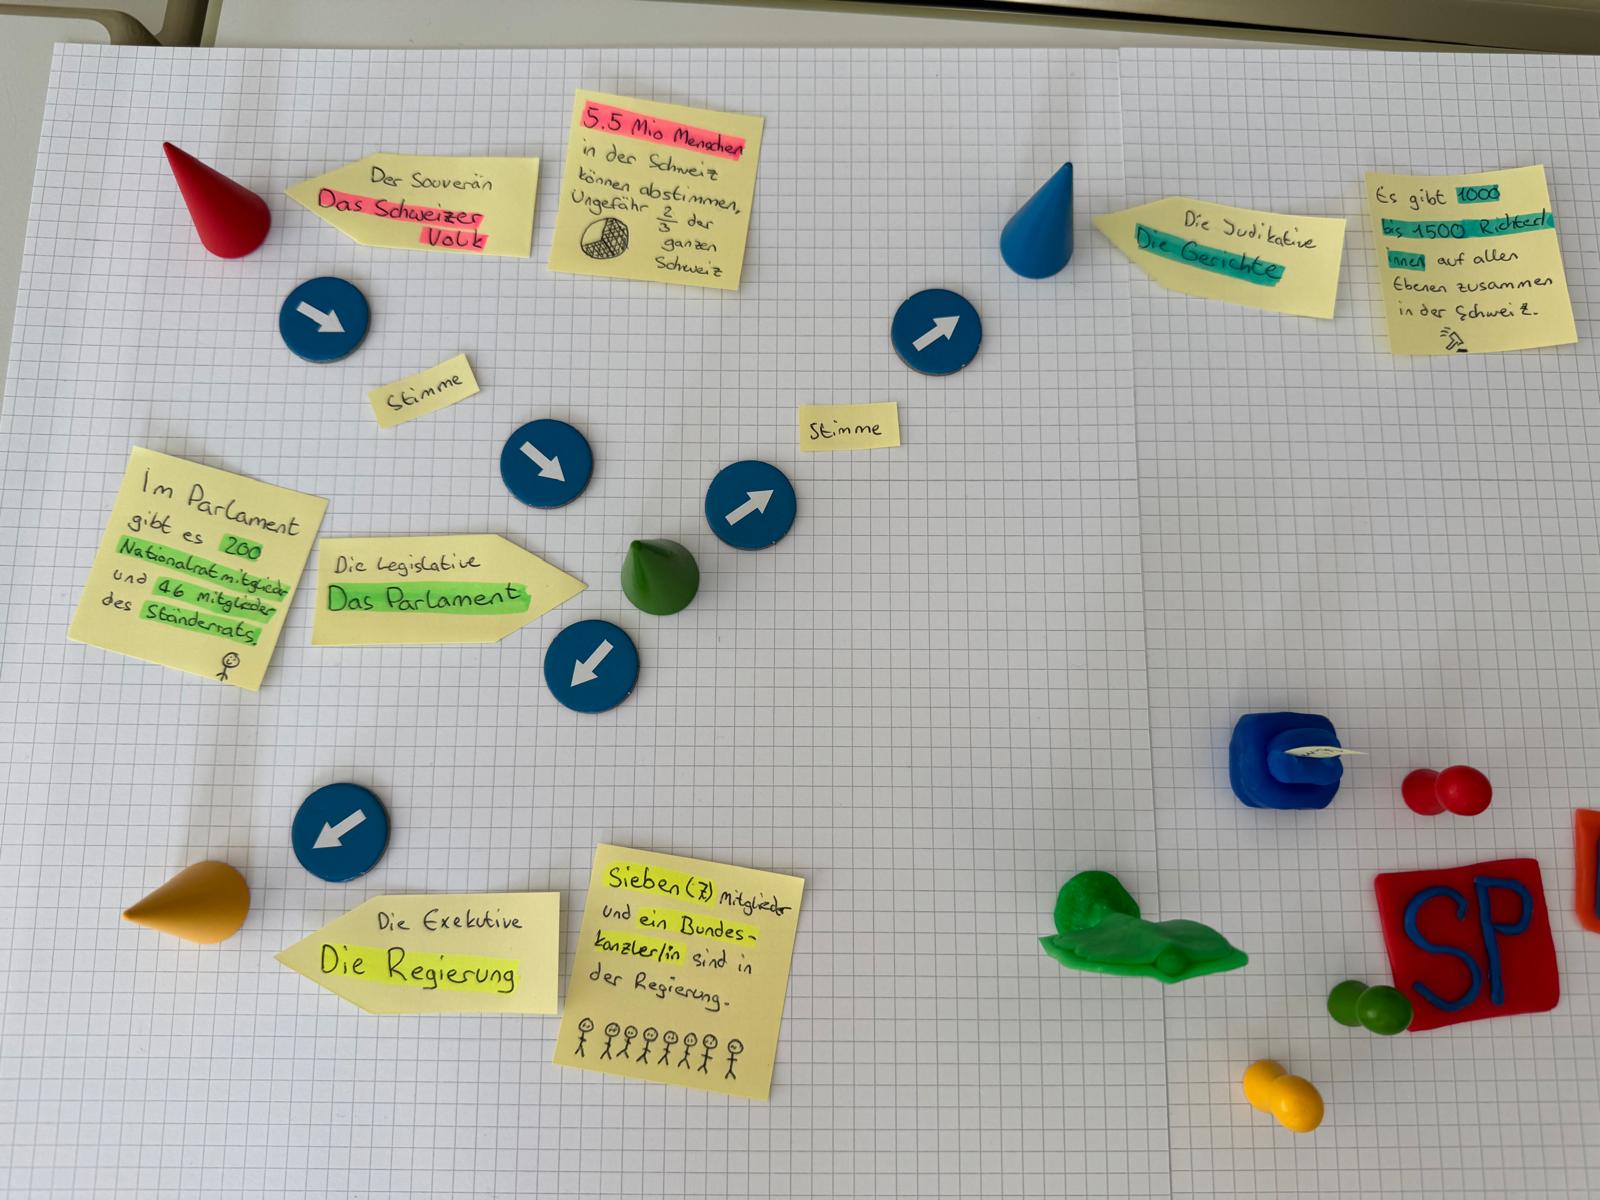 Der Souverän
Das Schweizer
Volk
5.5 Mio Menschen
in der Schweiz
können abstimmen,
Ungefähr 2/3 der
ganzen
Schweiz
Die Judikative
Die Gerichte
Es gibt 1000
bis 1500 Richter/
innen auf allen
Ebenen zusammen
in der Schweiz.
Stimme
Stimme
Im Parlament
gibt es 200
Nationalratmitglieder
und 46 Mitglieder
des Ständerrats.
Die Legislative
Das Parlament
Die Exekutive
Die Regierung
Sieben (7) Mitglieder
und ein Bundes-
kanzler/in sind in
der Regierung.
SP